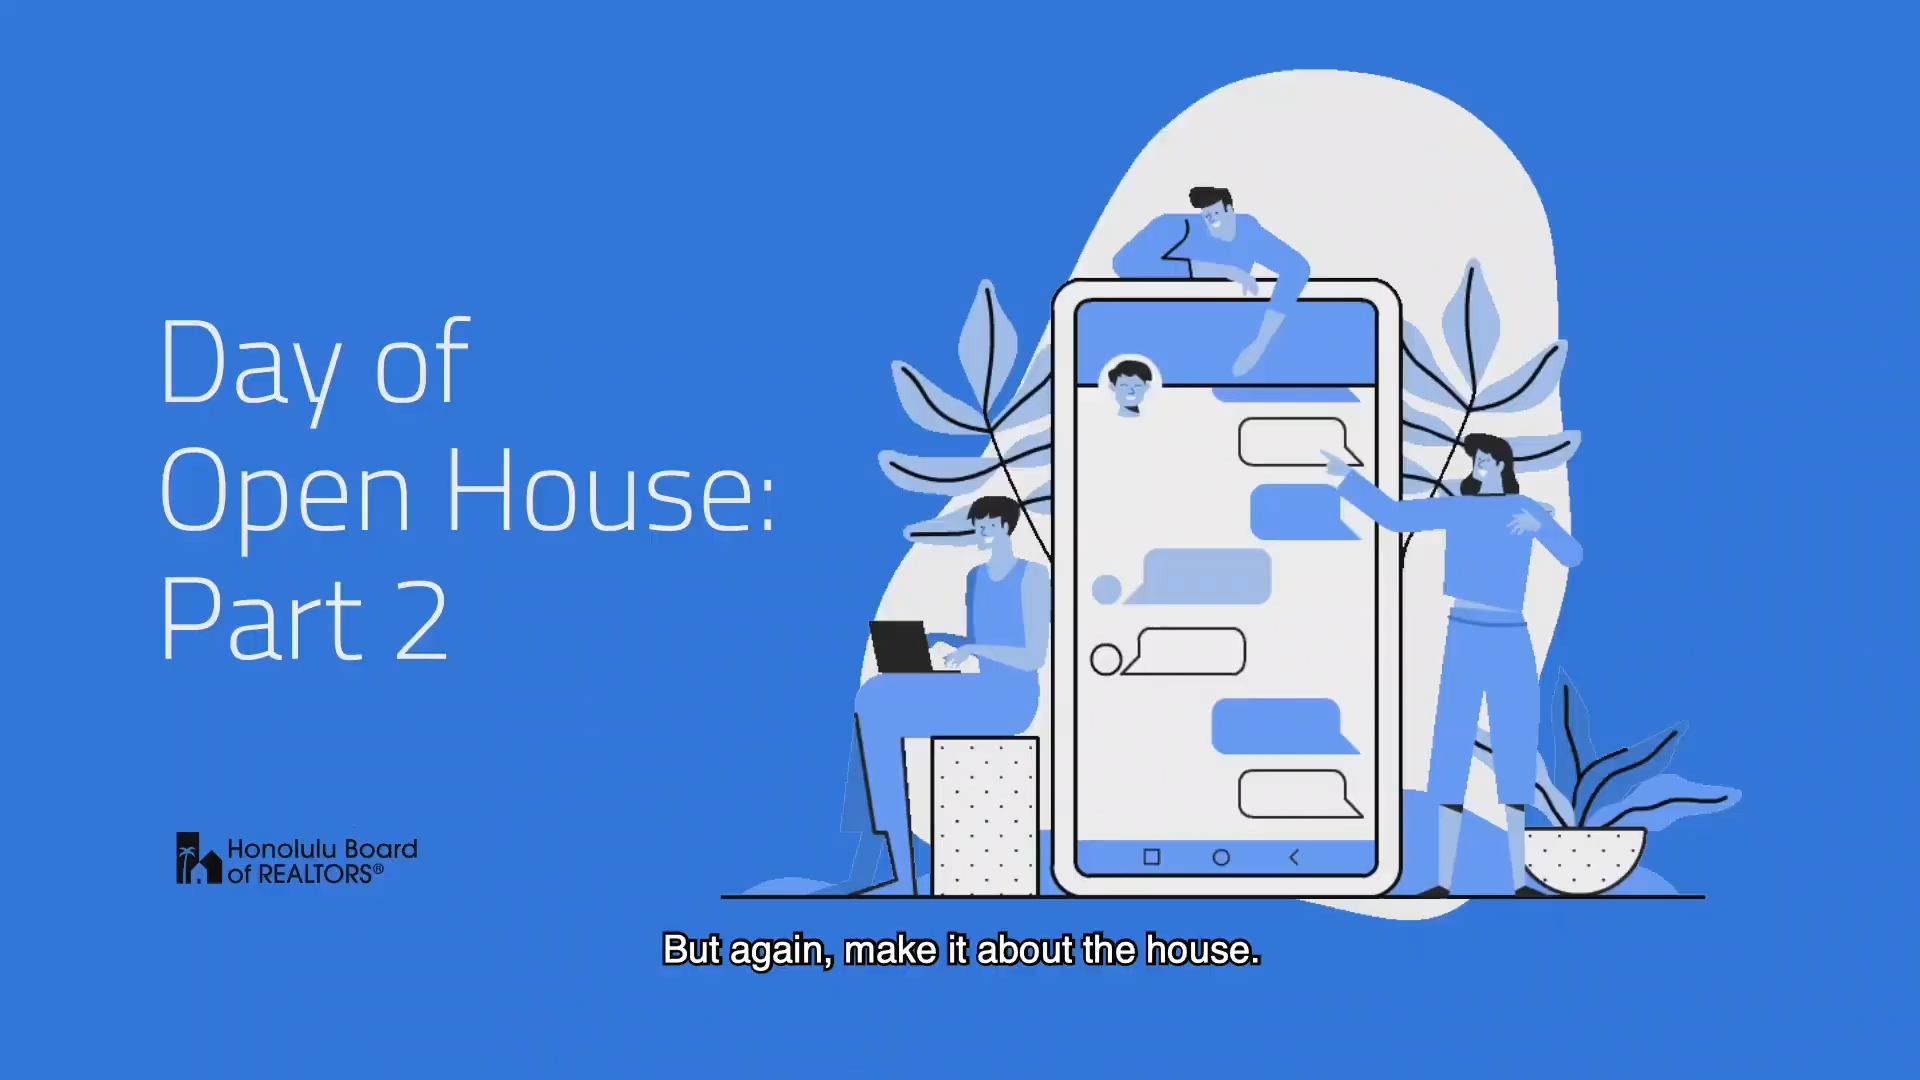 Day of
Open House:
Part 2
Honolulu Board
of REALTORS®
But again, make it about the house.